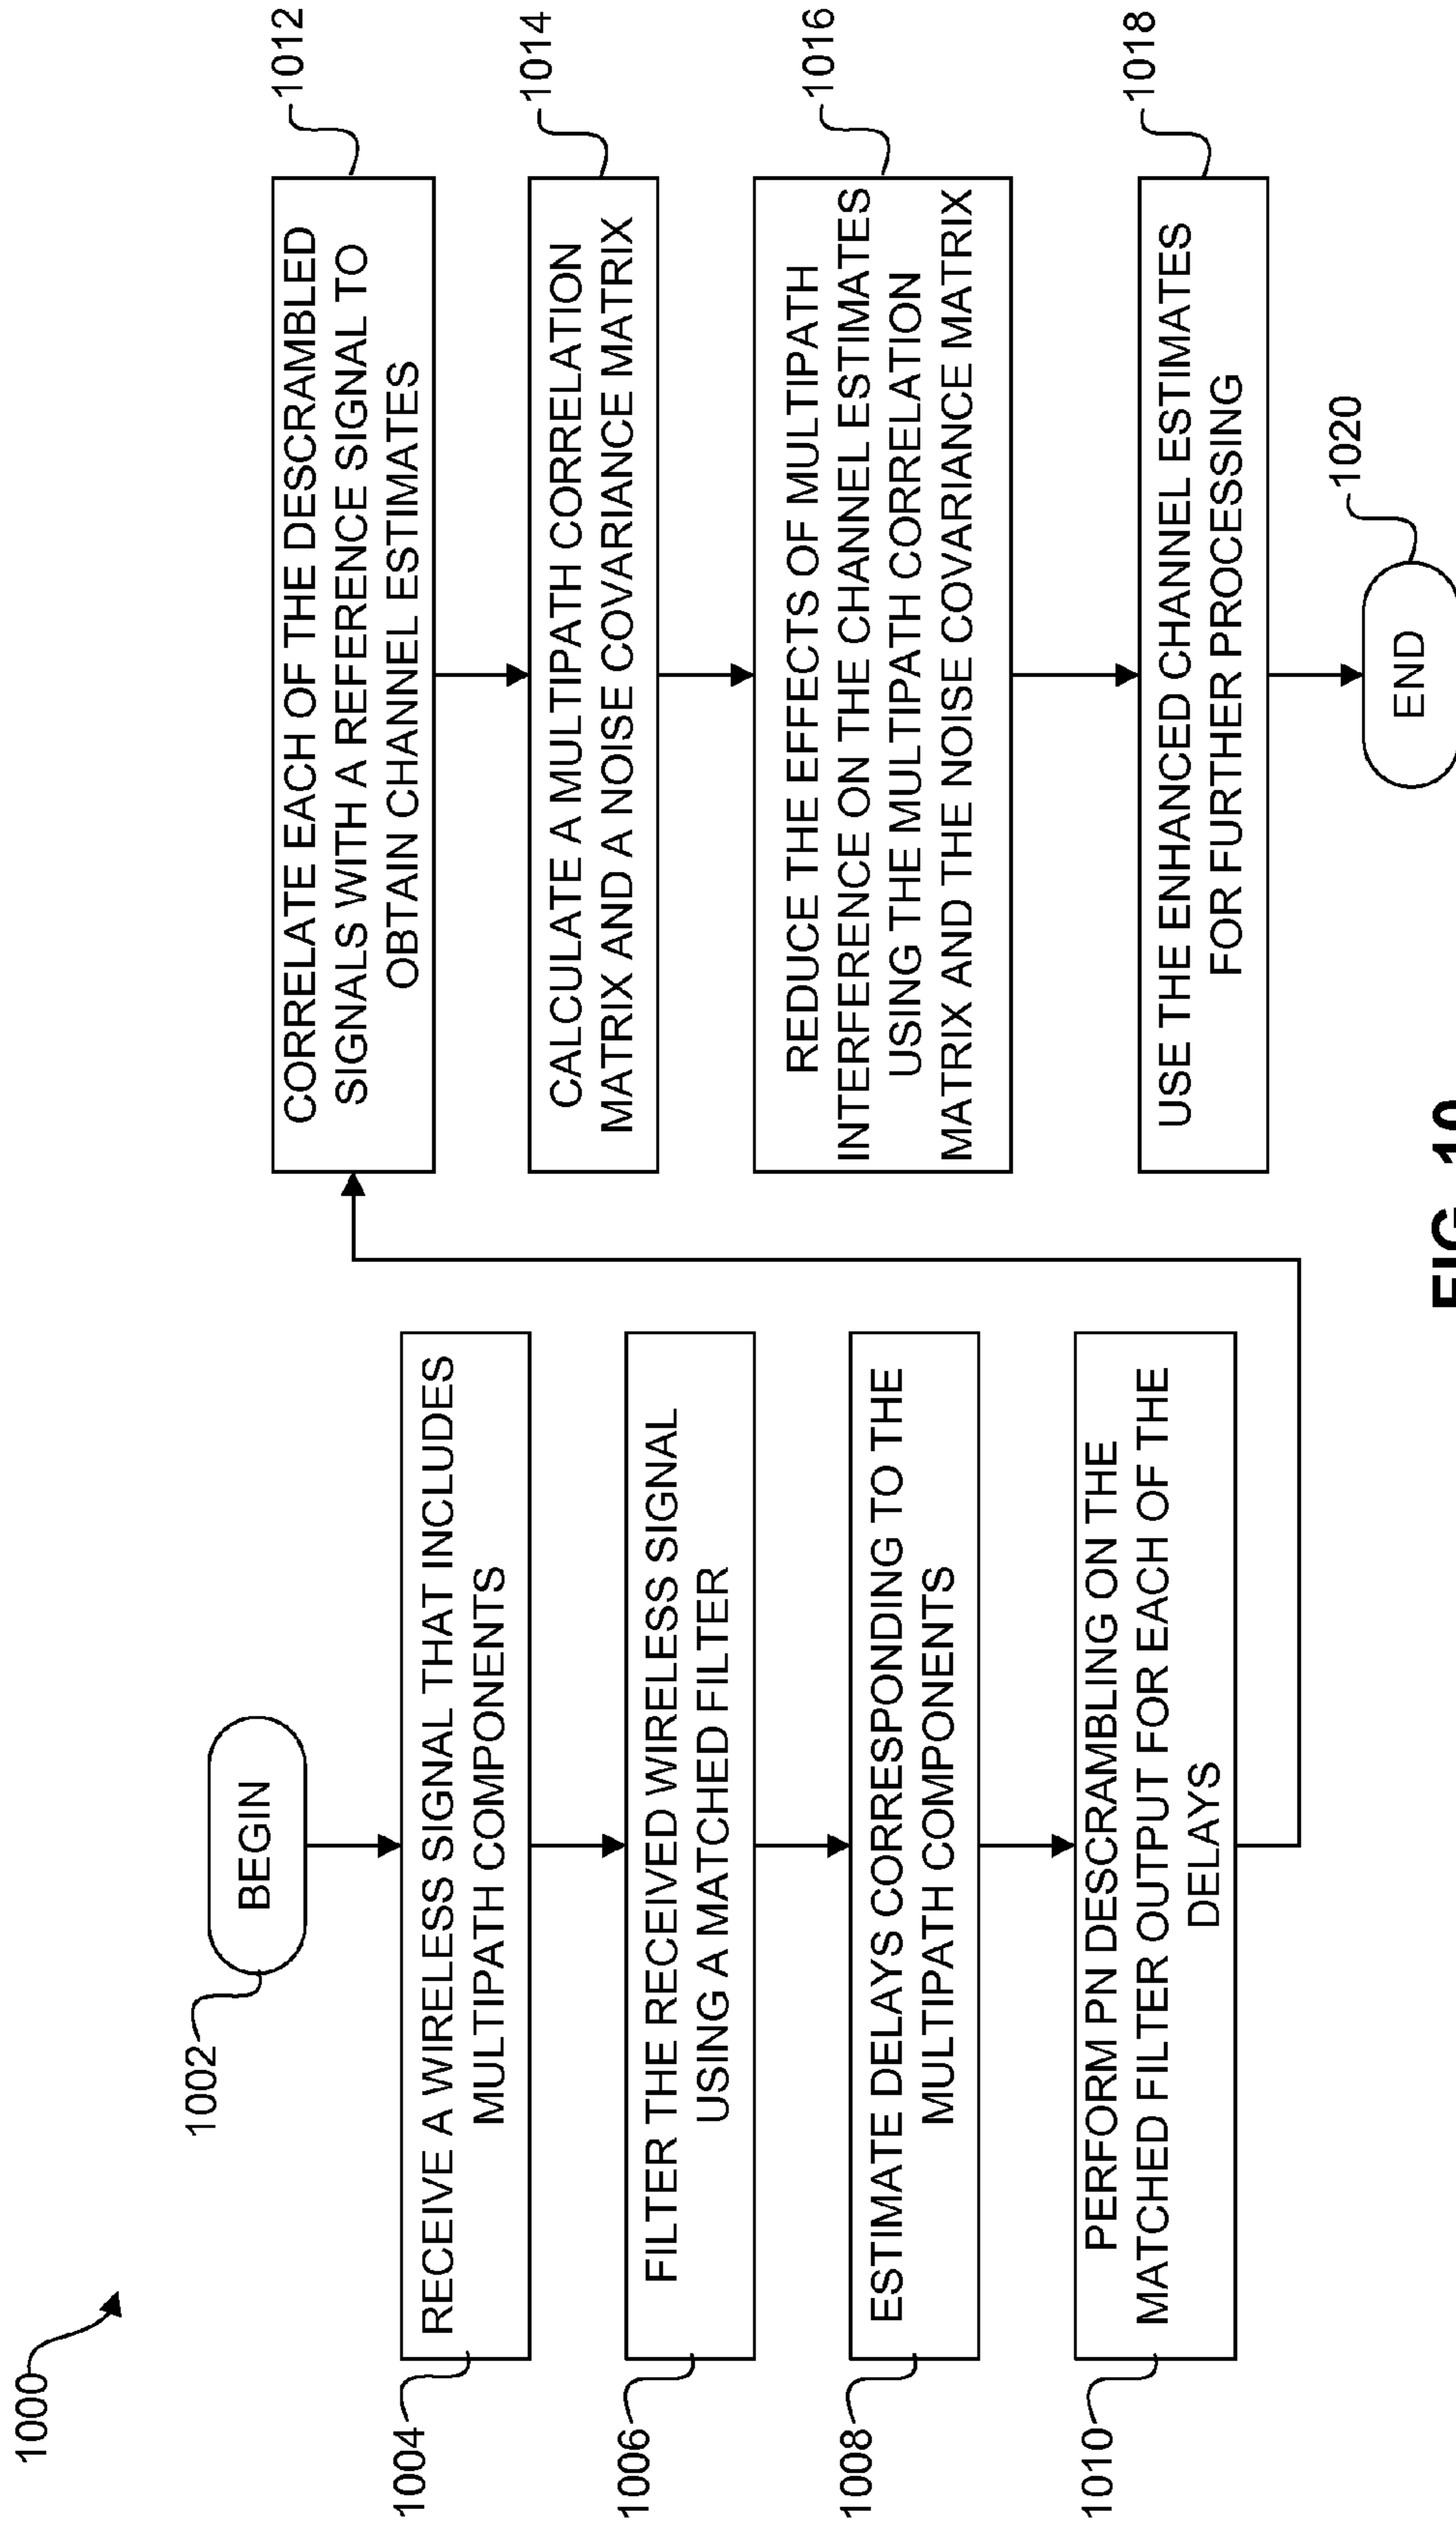 1000
1002
BEGIN
1004
RECEIVE A WIRELESS SIGNAL THAT INCLUDES
MULTIPATH COMPONENTS
1006
FILTER THE RECEIVED WIRELESS SIGNAL
USING A MATCHED FILTER
1008
ESTIMATE DELAYS CORRESPONDING TO THE
MULTIPATH COMPONENTS
1010
PERFORM PN DESCRAMBLING ON THE
MATCHED FILTER OUTPUT FOR EACH OF THE
DELAYS
1012
CORRELATE EACH OF THE DESCRAMBLED
SIGNALS WITH A REFERENCE SIGNAL TO
OBTAIN CHANNEL ESTIMATES
1014
CALCULATE A MULTIPATH CORRELATION
MATRIX AND A NOISE COVARIANCE MATRIX
1016
REDUCE THE EFFECTS OF MULTIPATH
INTERFERENCE ON THE CHANNEL ESTIMATES
USING THE MULTIPATH CORRELATION
MATRIX AND THE NOISE COVARIANCE MATRIX
1018
USE THE ENHANCED CHANNEL ESTIMATES
FOR FURTHER PROCESSING
1020
END
FIG.